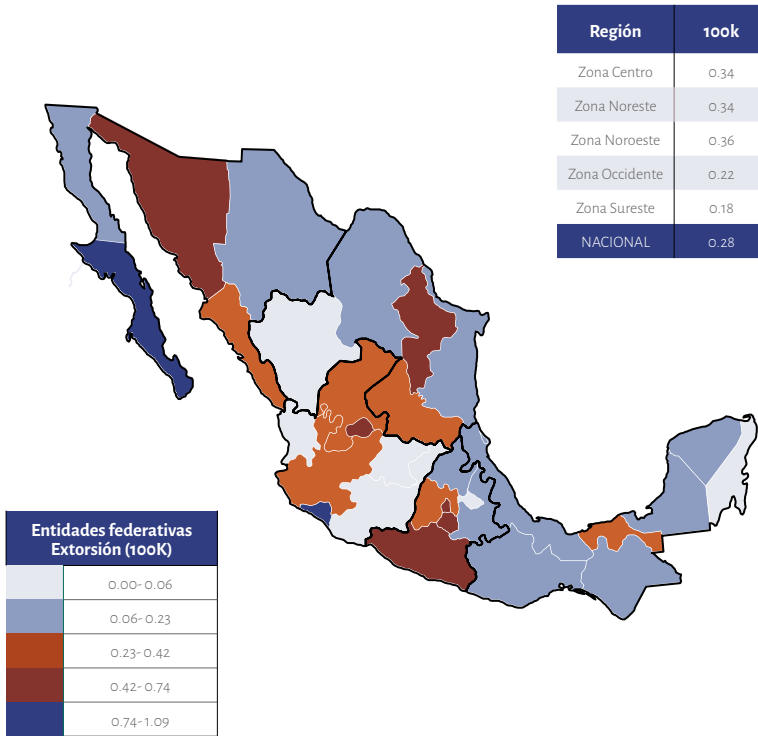 Región 100k
Zona Centro 0.34
Zona Noreste 0.34
Zona Noroeste 0.36
Zona Occidente 0.22
Zona Sureste 0.18
NACIONAL 0.28
Entidades federativas
Extorsión (100K)
0.00- 0.06
0.06- 0.23
0.23- 0.42
0.42- 0.74
0.74- 1.09